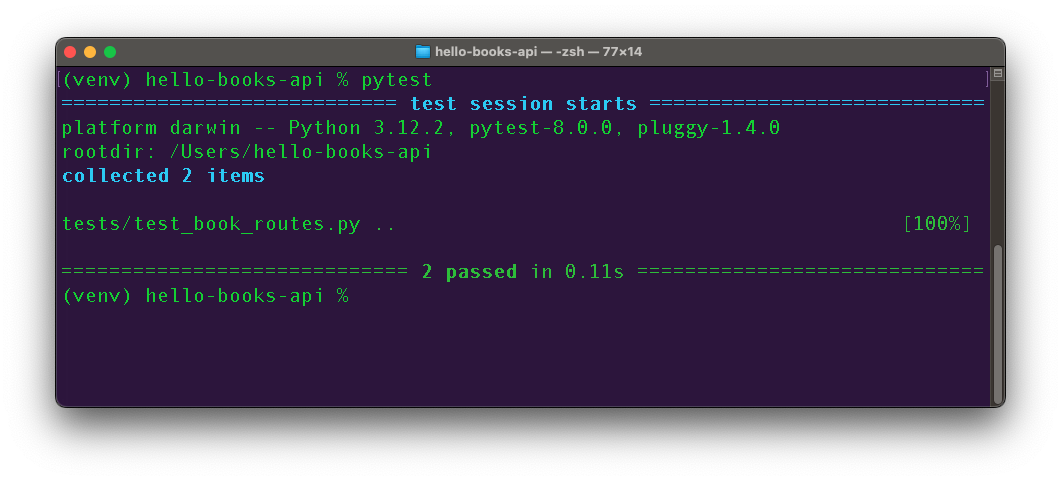 hello-books-api — -zsh — 77×14
(venv) hello-books-api % pytest
============================ test session starts ============================
platform darwin -- Python 3.12.2, pytest-8.0.0, pluggy-1.4.0
rootdir: /Users/hello-books-api
collected 2 items
tests/test_book_routes.py .. [100%]
============================= 2 passed in 0.11s =============================
(venv) hello-books-api %